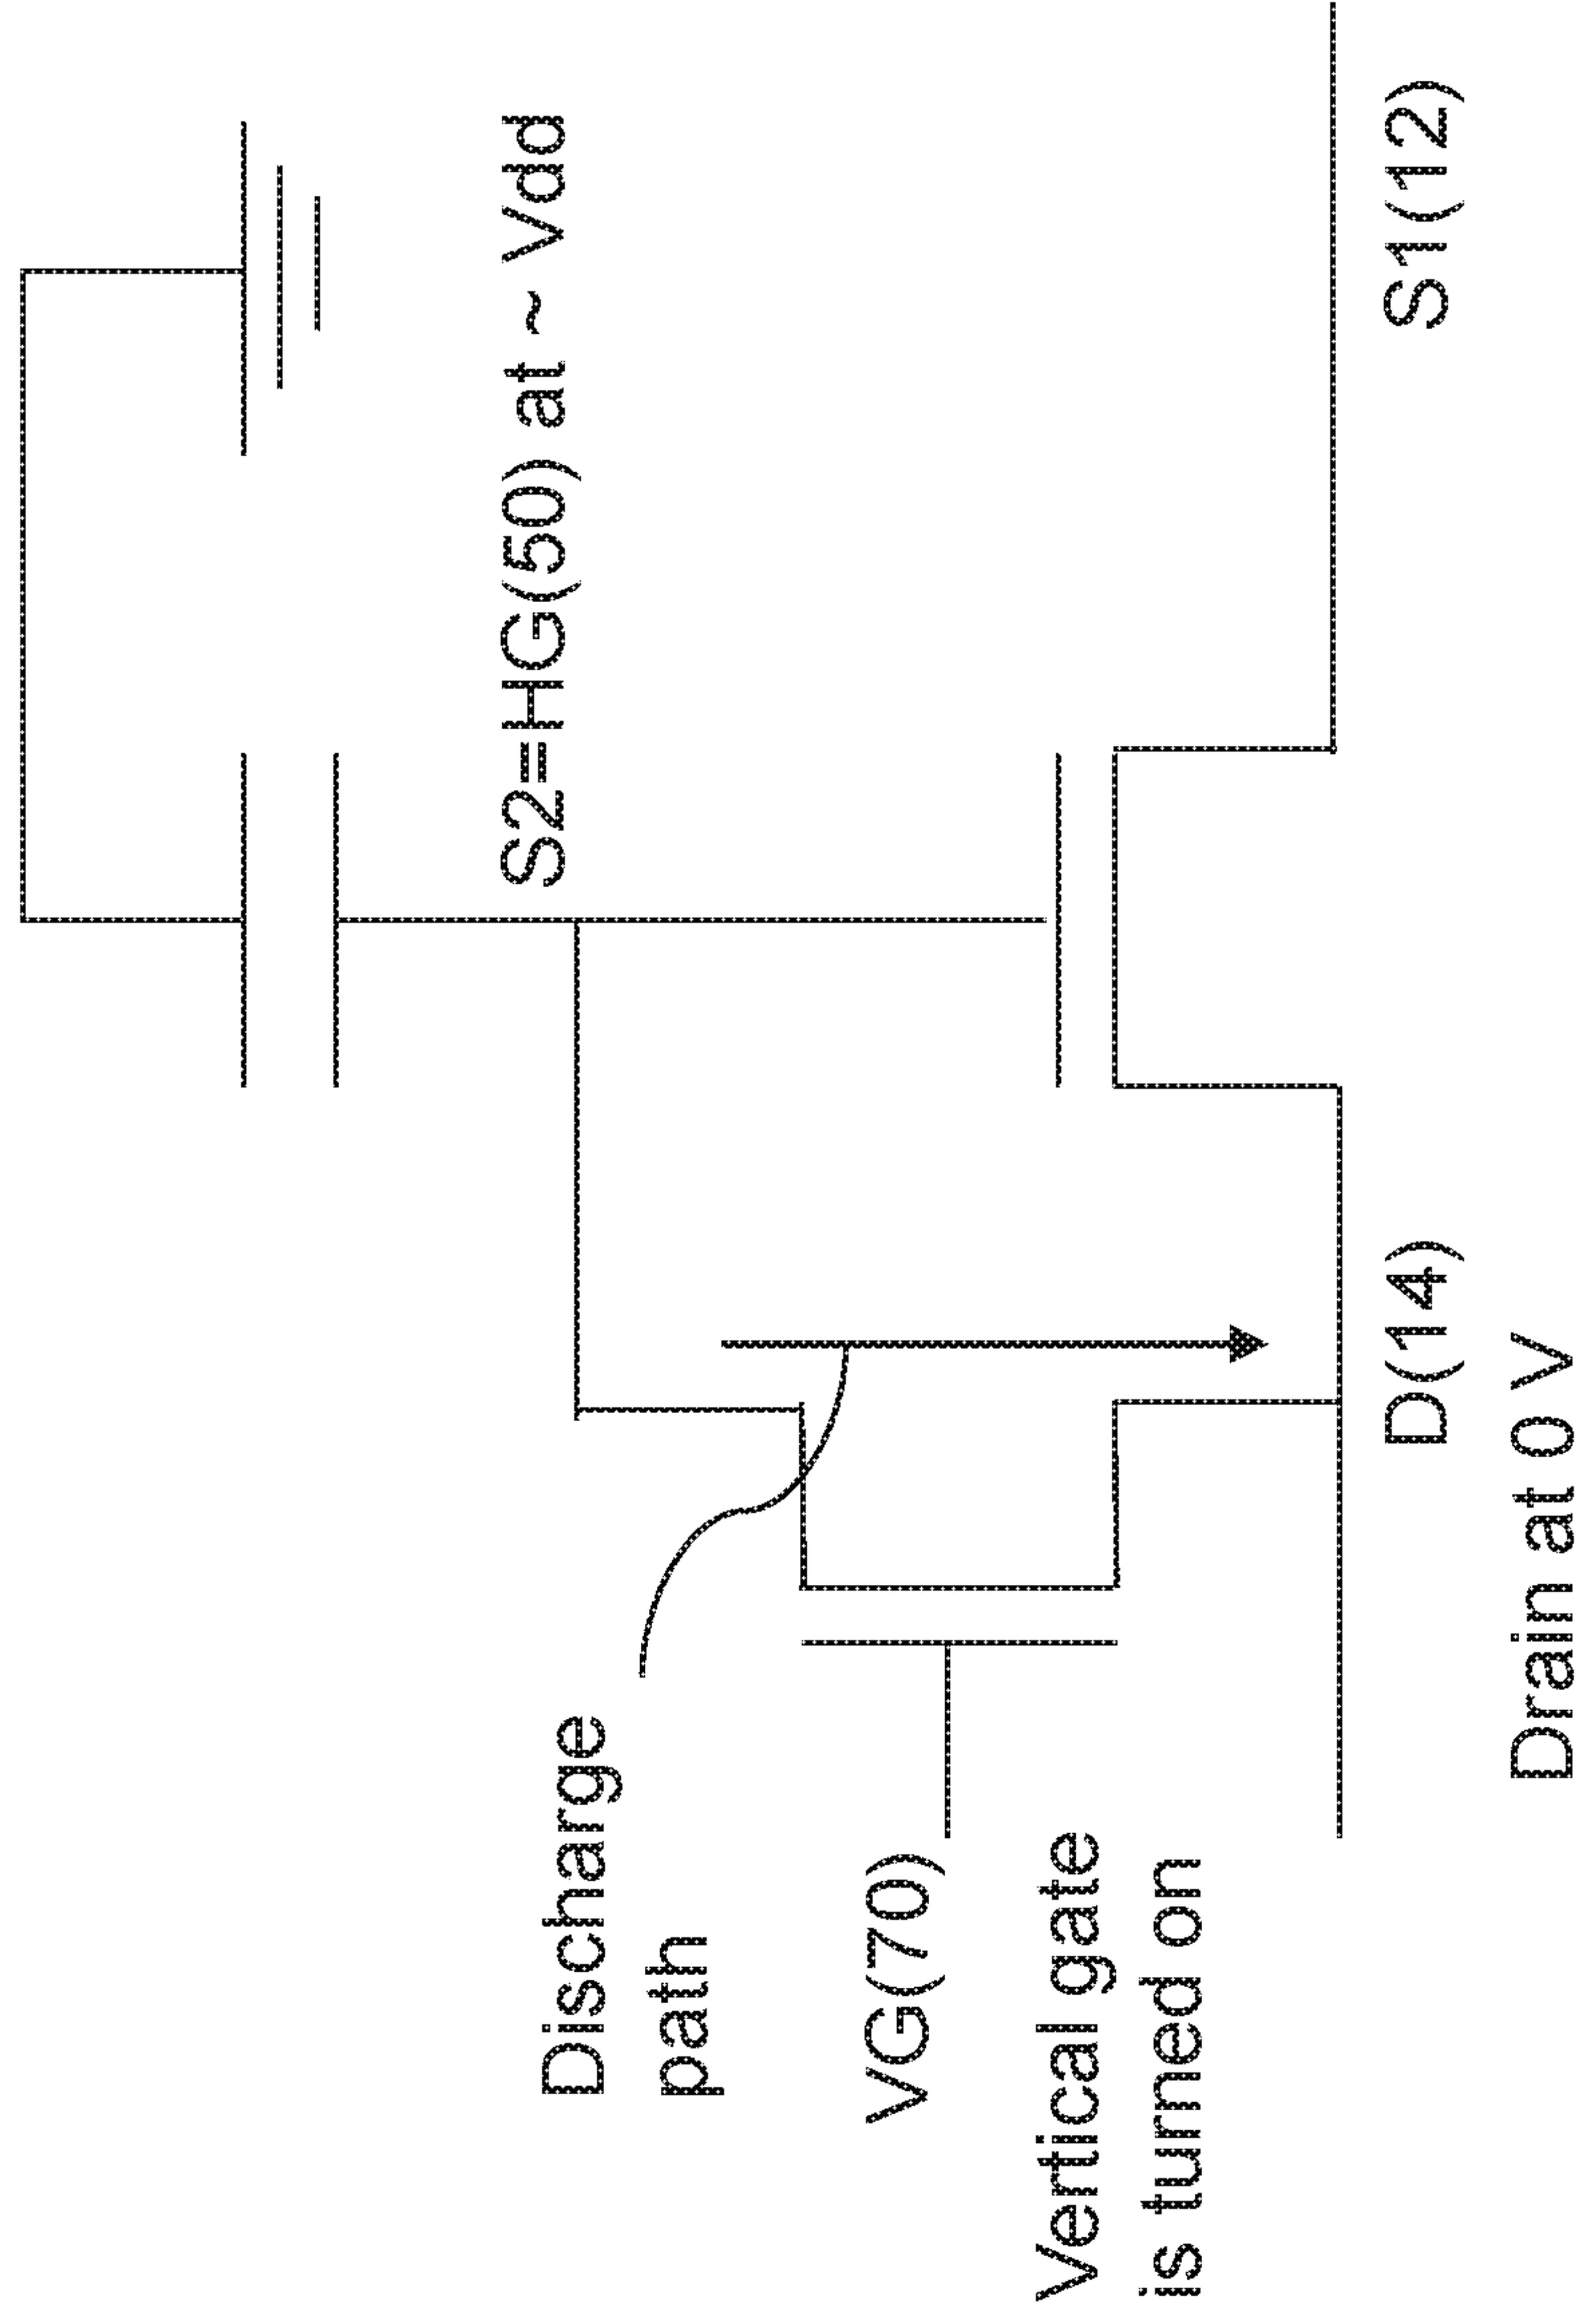 S2=HG(50) at ~ Vdd
Discharge
path
VG(70)
Vertical gate
is turned on
D(14)
Drain at 0 V
S1(12)